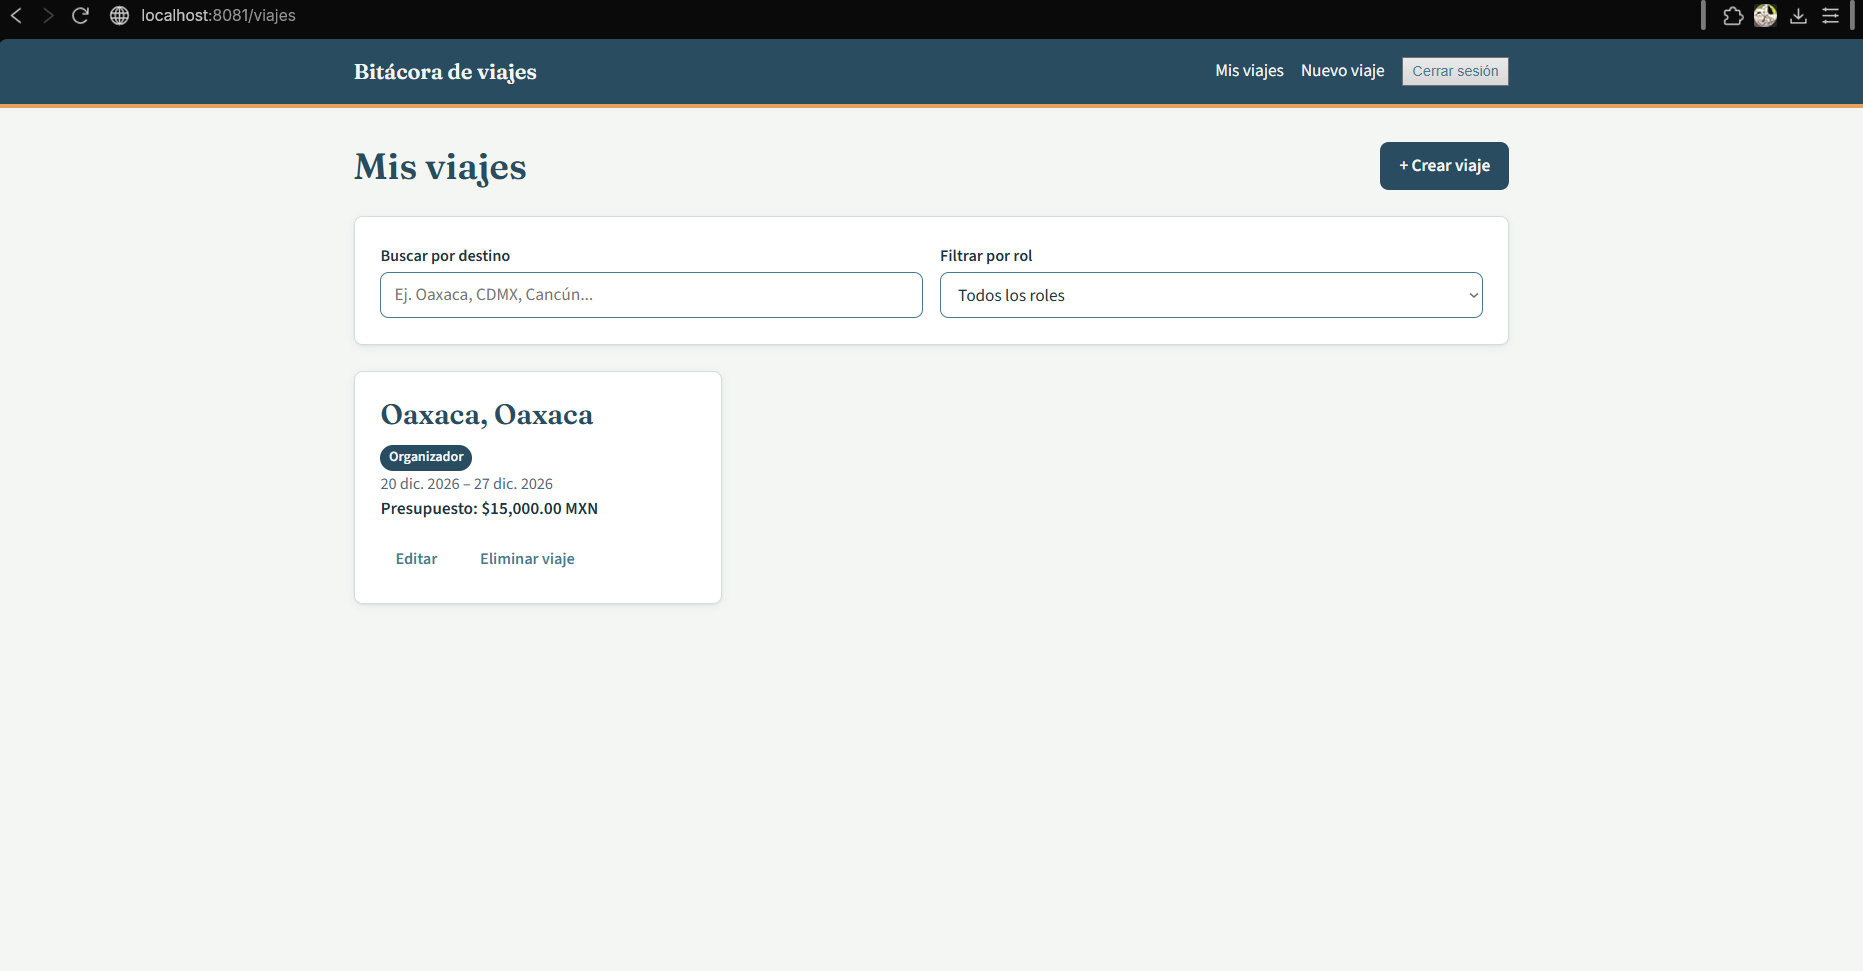 localhost:8081/viajes
Bitácora de viajes
Mis viajes
Nuevo viaje
Cerrar sesión
Mis viajes
+ Crear viaje
Buscar por destino
Filtrar por rol
Ej. Oaxaca, CDMX, Cancún...
Todos los roles
Oaxaca, Oaxaca
Organizador
20 dic. 2026 – 27 dic. 2026
Presupuesto: $15,000.00 MXN
Editar
Eliminar viaje